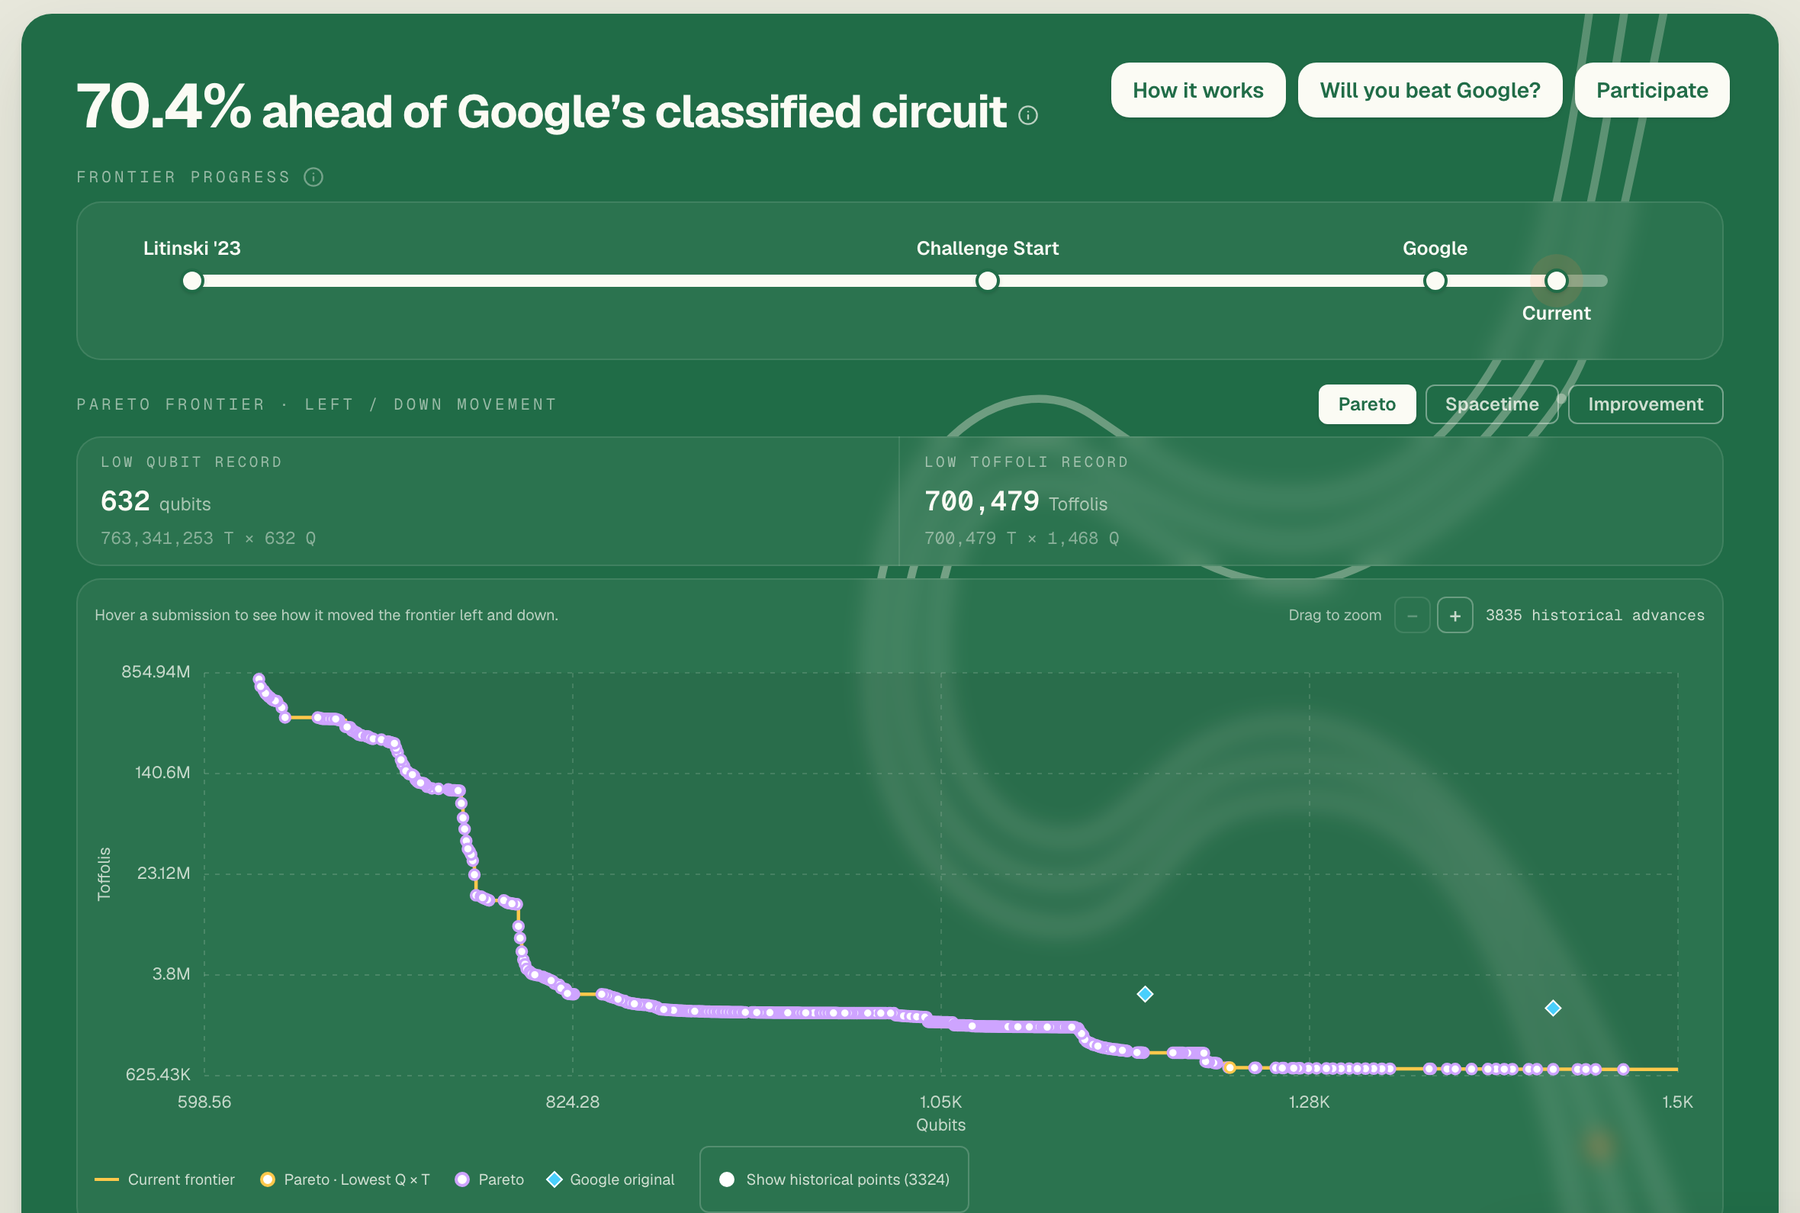 70.4% ahead of Google’s classified circuit
How it works
Will you beat Google?
Participate
FRONTIER PROGRESS
Litinski '23
Challenge Start
Google
Current
PARETO FRONTIER · LEFT / DOWN MOVEMENT
Pareto
Spacetime
Improvement
LOW QUBIT RECORD
632 qubits
763,341,253 T × 632 Q
LOW TOFFOLI RECORD
700,479 Toffolis
700,479 T × 1,468 Q
Hover a submission to see how it moved the frontier left and down.
Drag to zoom
−
+
3835 historical advances
854.94M
140.6M
23.12M
3.8M
625.43K
Toffolis
598.56
824.28
1.05K
1.28K
1.5K
Qubits
Current frontier
Pareto · Lowest Q × T
Pareto
Google original
Show historical points (3324)